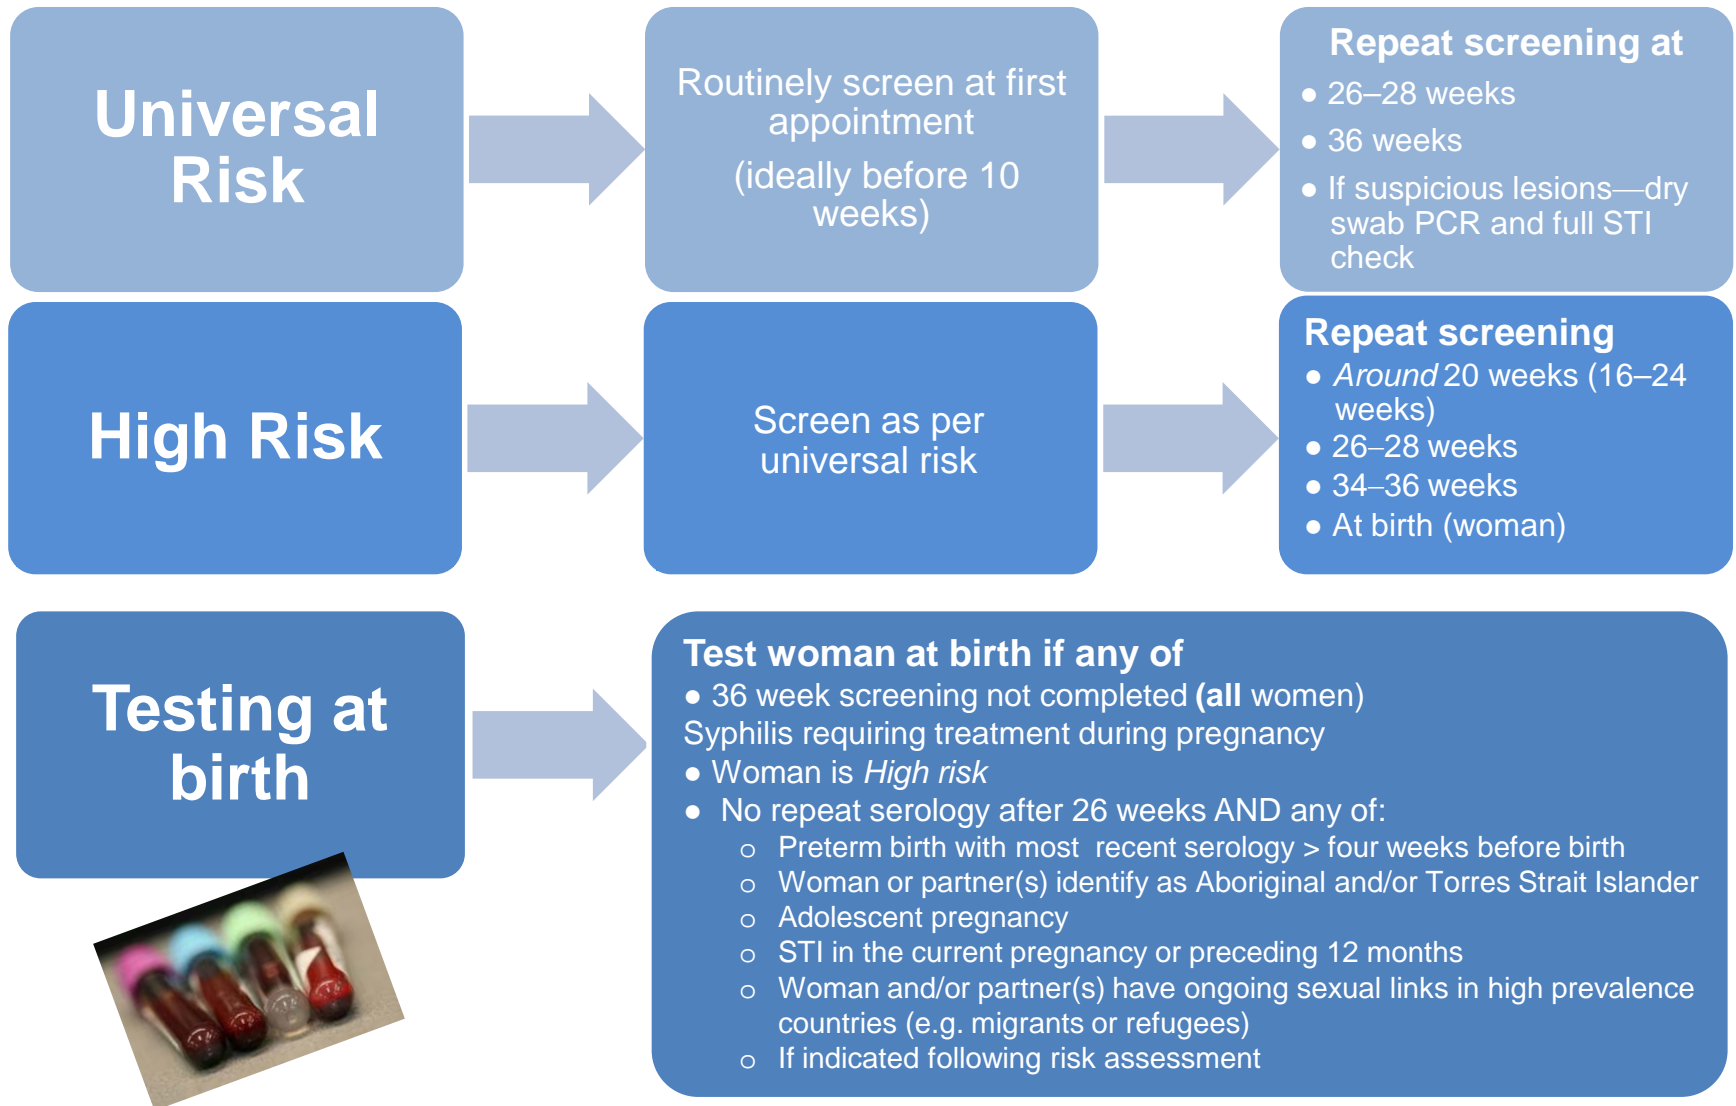 Universal
Risk
Routinely screen at first
appointment
(ideally before 10
weeks)
Repeat screening at
● 26–28 weeks
● 36 weeks
● If suspicious lesions—dry
swab PCR and full STI
check
High Risk
Screen as per
universal risk
Repeat screening
● Around 20 weeks (16–24
weeks)
● 26–28 weeks
● 34–36 weeks
● At birth (woman)
Testing at
birth
Test woman at birth if any of
● 36 week screening not completed (all women)
Syphilis requiring treatment during pregnancy
● Woman is High risk
● No repeat serology after 26 weeks AND any of:
o Preterm birth with most recent serology > four weeks before birth
o Woman or partner(s) identify as Aboriginal and/or Torres Strait Islander
o Adolescent pregnancy
o STI in the current pregnancy or preceding 12 months
o Woman and/or partner(s) have ongoing sexual links in high prevalence
countries (e.g. migrants or refugees)
o If indicated following risk assessment